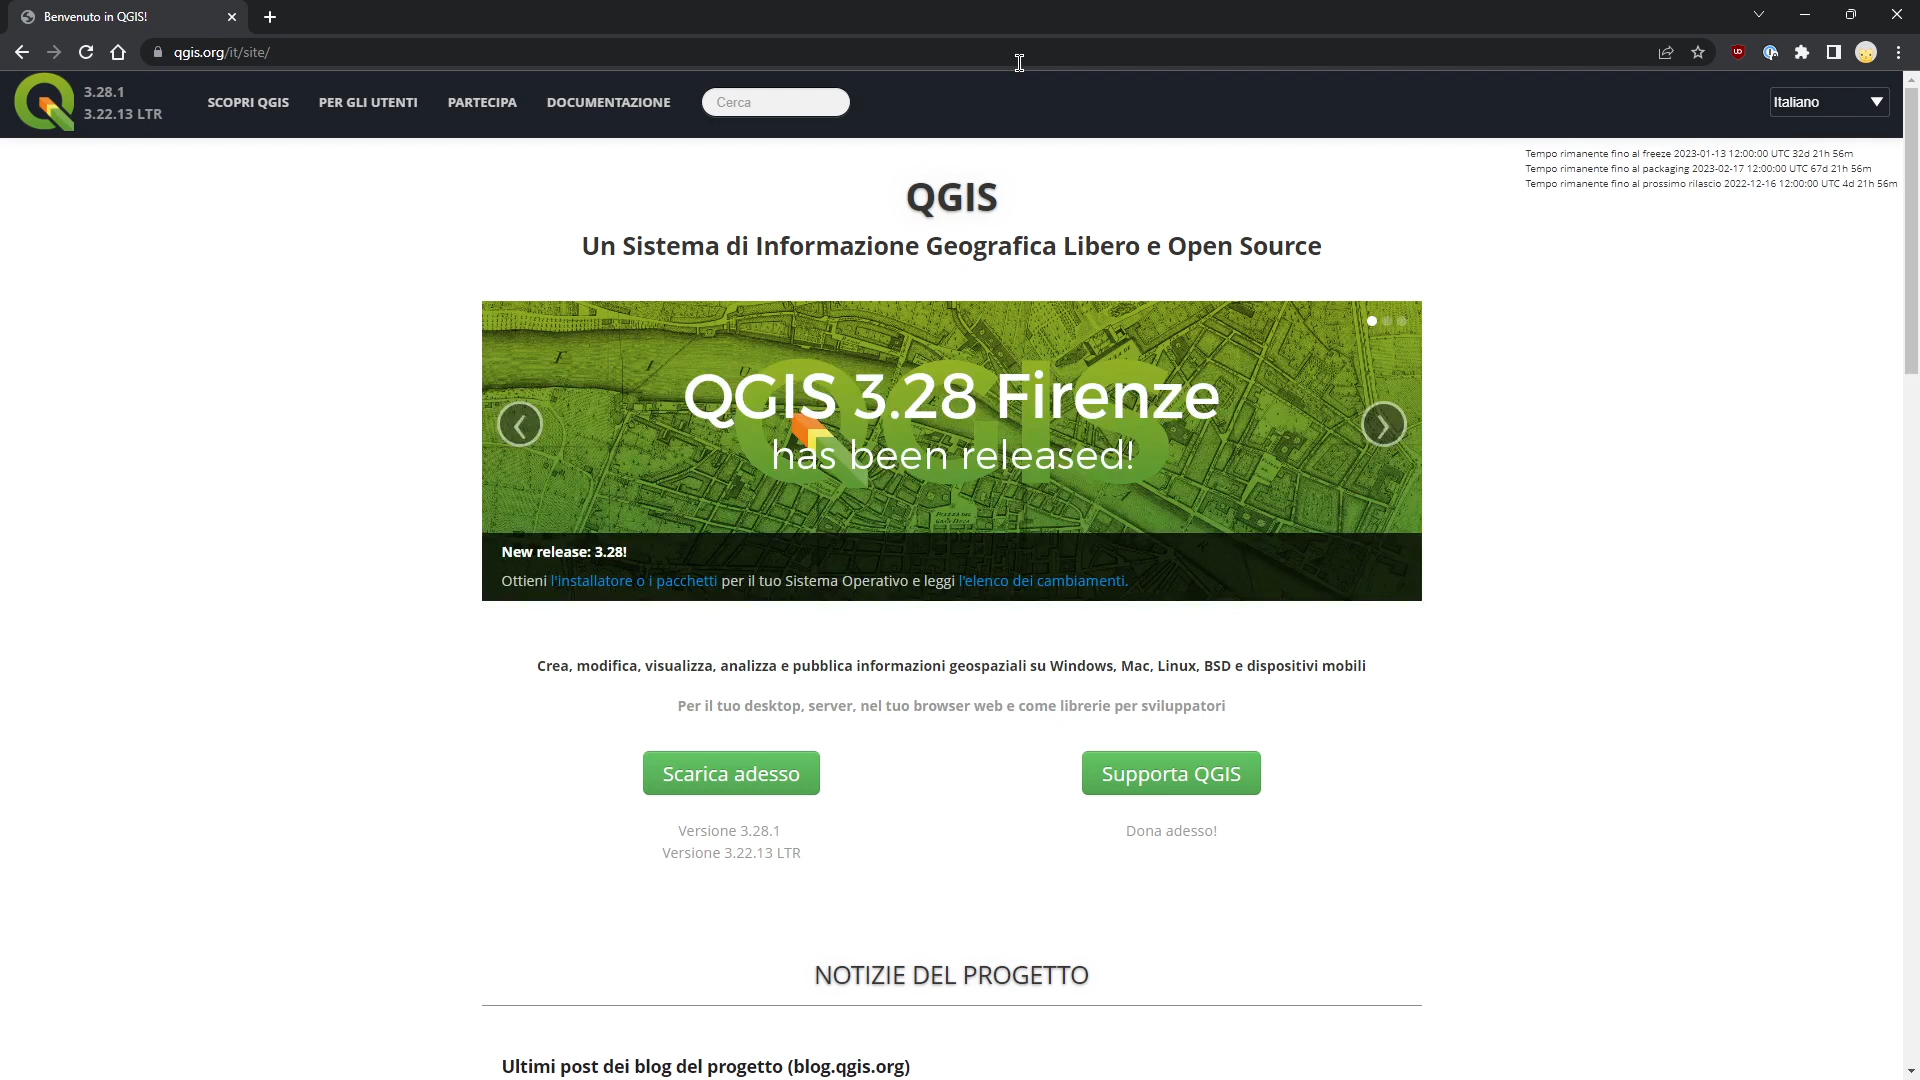 Benvenuto in QGIS!
qgis.org/it/site/
3.28.1
3.22.13 LTR
SCOPRI QGIS
PER GLI UTENTI
PARTECIPA
DOCUMENTAZIONE
Cerca
Italiano
Tempo rimanente fino al freeze 2023-01-13 12:00:00 UTC 32d 21h 56m
Tempo rimanente fino al packaging 2023-02-17 12:00:00 UTC 67d 21h 56m
Tempo rimanente fino al prossimo rilascio 2022-12-16 12:00:00 UTC 4d 21h 56m
QGIS
Un Sistema di Informazione Geografica Libero e Open Source
QGIS 3.28 Firenze
has been released!
New release: 3.28!
Ottieni l'installatore o i pacchetti per il tuo Sistema Operativo e leggi l'elenco dei cambiamenti.
Crea, modifica, visualizza, analizza e pubblica informazioni geospaziali su Windows, Mac, Linux, BSD e dispositivi mobili
Per il tuo desktop, server, nel tuo browser web e come librerie per sviluppatori
Scarica adesso
Supporta QGIS
Versione 3.28.1
Versione 3.22.13 LTR
Dona adesso!
NOTIZIE DEL PROGETTO
Ultimi post dei blog del progetto (blog.qgis.org)